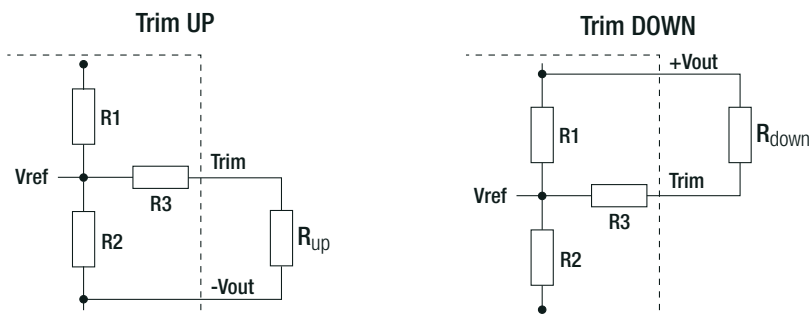 Trim UP
R1
Trim
Vref
R3
R2
Rup
-Vout
Trim DOWN
+Vout
R1
Rdown
Trim
Vref
R3
R2